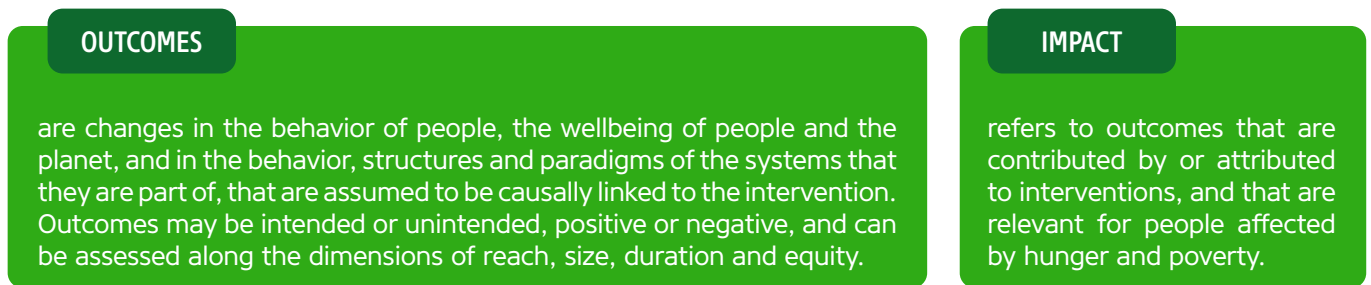 OUTCOMES
are changes in the behavior of people, the wellbeing of people and the
planet, and in the behavior, structures and paradigms of the systems that
they are part of, that are assumed to be causally linked to the intervention.
Outcomes may be intended or unintended, positive or negative, and can
be assessed along the dimensions of reach, size, duration and equity.
IMPACT
refers to outcomes that are
contributed by or attributed
to interventions, and that are
relevant for people affected
by hunger and poverty.